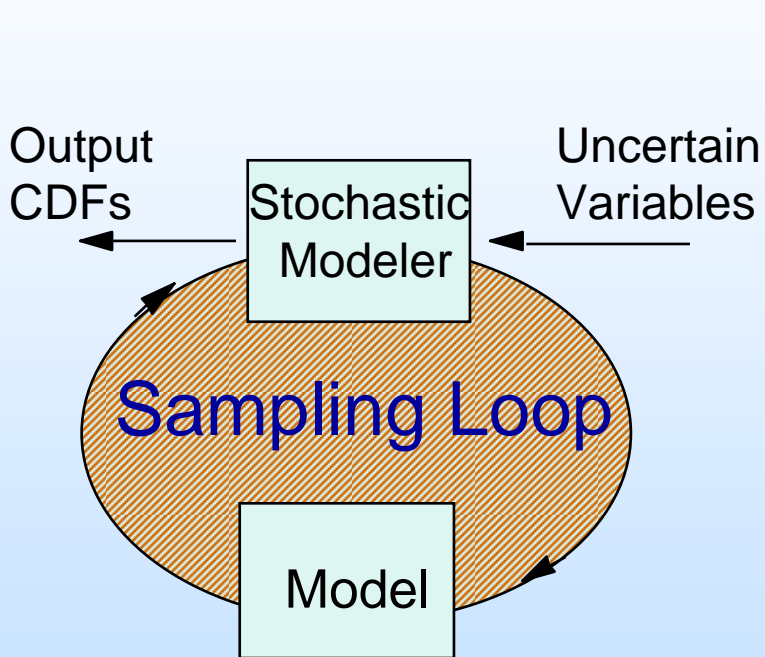 Output
CDFs
Stochastic
Modeler
Uncertain
Variables
Sampling Loop
Model